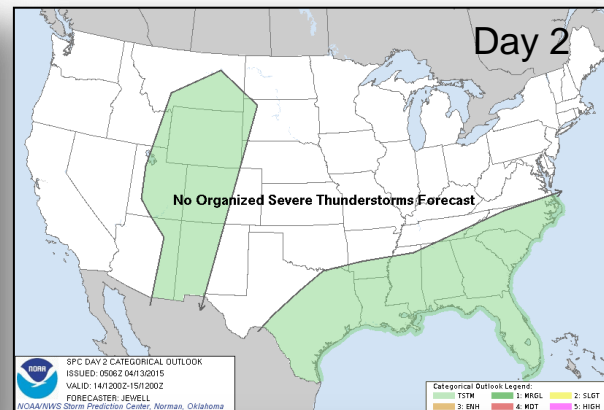 Day 2
No Organized Severe Thunderstorms Forecast
NOAA
SPC DAY 2 CATEGORICAL OUTLOOK
ISSUED: 0506Z 04/13/2015
VALID: 14/1200Z-15/1200Z
FORECASTER: JEWELL
NOAA/NWS Storm Prediction Center, Norman, Oklahoma
Categorical Outlook Legend:
TSTM 1: MRGL 2: SLGT
3: ENH 4: MDT 5: HIGH